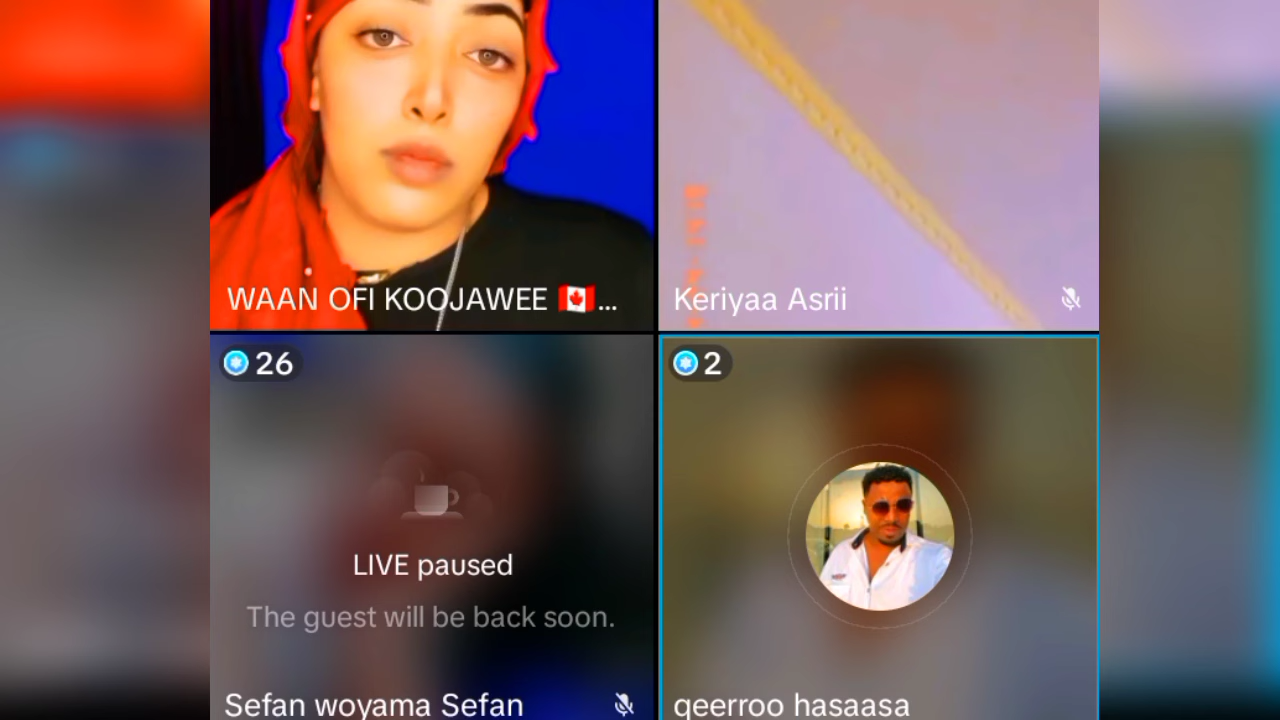 WAAN OFI KOOJAWEE 🇨🇦...
Keriyaa Asrii
26
2
LIVE paused
The guest will be back soon.
Sefan woyama Sefan
qeerroo hasaasa